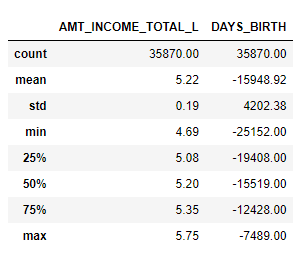 AMT_INCOME_TOTAL_L DAYS_BIRTH
count 35870.00 35870.00
mean 5.22 -15948.92
std 0.19 4202.38
min 4.69 -25152.00
25% 5.08 -19408.00
50% 5.20 -15519.00
75% 5.35 -12428.00
max 5.75 -7489.00